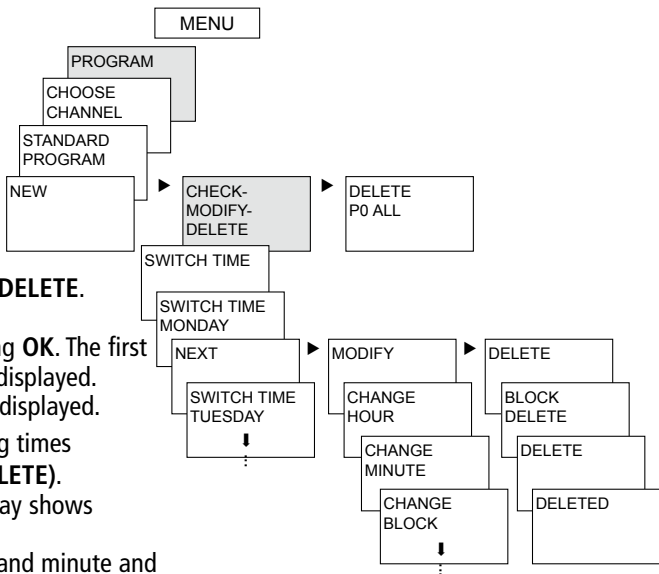 MENU
PROGRAM
CHOOSE
CHANNEL
STANDARD
PROGRAM
NEW
CHECK-
MODIFY-
DELETE
DELETE
P0 ALL
SWITCH TIME
SWITCH TIME
MONDAY
NEXT
SWITCH TIME
TUESDAY
MODIFY
CHANGE
HOUR
CHANGE
MINUTE
CHANGE
BLOCK
DELETE
BLOCK
DELETE
DELETE
DELETED
DELETE.
ng OK. The first
displayed.
displayed.
g times
LETE).
ay shows
and minute and